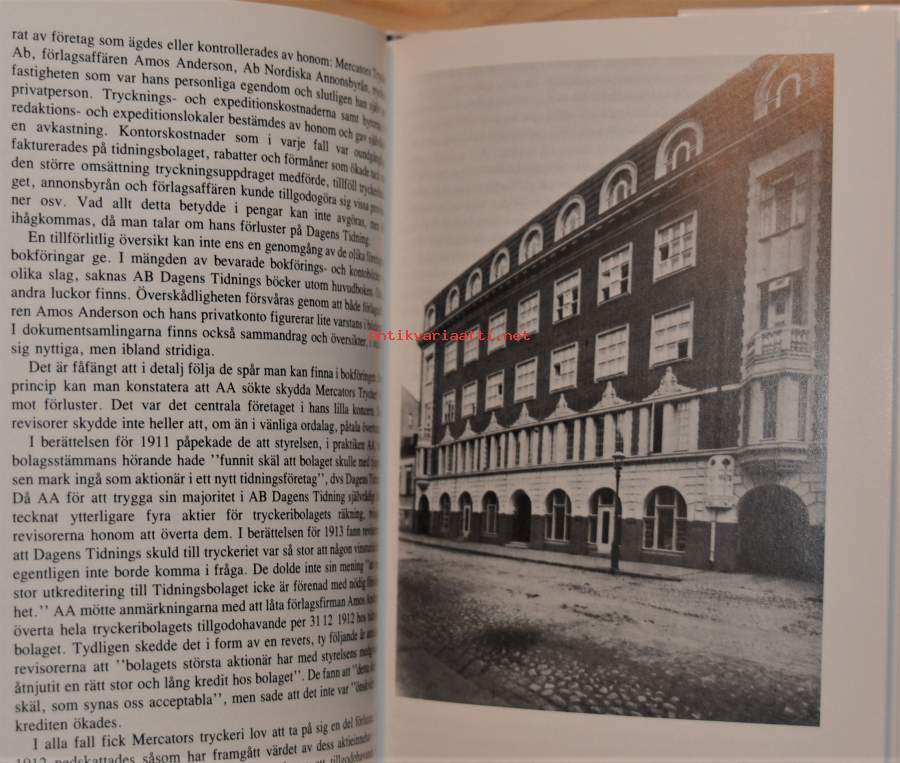 rat av företag som ägdes eller kontrollerades av honom: Mercators
Ab, förlagsaffären Amos Anderson, Ab Nordiska Annonsbyrån,
fastigheten som var hans personliga egendom och slutligen han
privatperson. Trycknings- och expeditionskostnaderna samt
redaktions- och expeditionslokaler bestämdes av honom och gav
en avkastning. Kontorskostnader som i varje fall var
fakturerades på tidningsbolaget, rabatter och förmåner som ökade
den större omsättning tryckningsuppdraget medförde, tillföll
get, annonsbyrån och förlagsaffären kunde tillgodogöra sig vissa
ner osv. Vad allt detta betydde i pengar kan inte avgöras,
ihågkommas, då man talar om hans förluster på Dagens Tidning.
En tillförlitlig översikt kan inte ens en genomgång av de olika
bokföringar ge. I mängden av bevarade bokförings- och
olika slag, saknas AB Dagens Tidnings böcker utom huvudboken.
andra luckor finns. Överskådligheten försvåras genom att både
ren Amos Anderson och hans privatkonto figurerar lite varstans i
I dokumentsamlingarna finns också sammandrag och översikter,
sig nyttiga, men ibland stridiga.
Det är fåfängt att i detalj följa de spår man kan finna i bokföringen.
princip kan man konstatera att AA sökte skydda Mercators
mot förluster. Det var det centrala företaget i hans lilla koncern.
revisorer skydde inte heller att, om än i vänliga ordalag, påtala
I berättelsen för 1911 påpekade de att styrelsen, i praktiken AA
bolagsstämmans hörande hade "funnit skäl att bolaget skulle med
sen mark ingå som aktionär i ett nytt tidningsföretag", dvs Dagens
Då AA för att trygga sin majoritet i AB Dagens Tidning
tecknat ytterligare fyra aktier för tryckeribolagets räkning,
revisorerna honom att överta dem. I berättelsen för 1913 fann
att Dagens Tidnings skuld till tryckeriet var så stor att någon
egentligen inte borde komma i fråga. De dolde inte sin mening
stor utkreditering till Tidningsbolaget icke är förenad med nödig
het." AA mötte anmärkningarna med att låta förlagsfirman Amos
överta hela tryckeribolagets tillgodohavande per 31 12 1912 hos
bolaget. Tydligen skedde det i form av en revers, ty följande år
revisorerna att "bolagets största aktionär har med styrelsens
åtnjutit en rätt stor och lång kredit hos bolaget". De fann att
skäl, som synas oss acceptabla", men sade att det inte var
krediten ökades.
I alla fall fick Mercators tryckeri lov att ta på sig en del
1912 nedskattades såsom har framgått värdet av dess
tillgodohavande
antikvariaatti.net